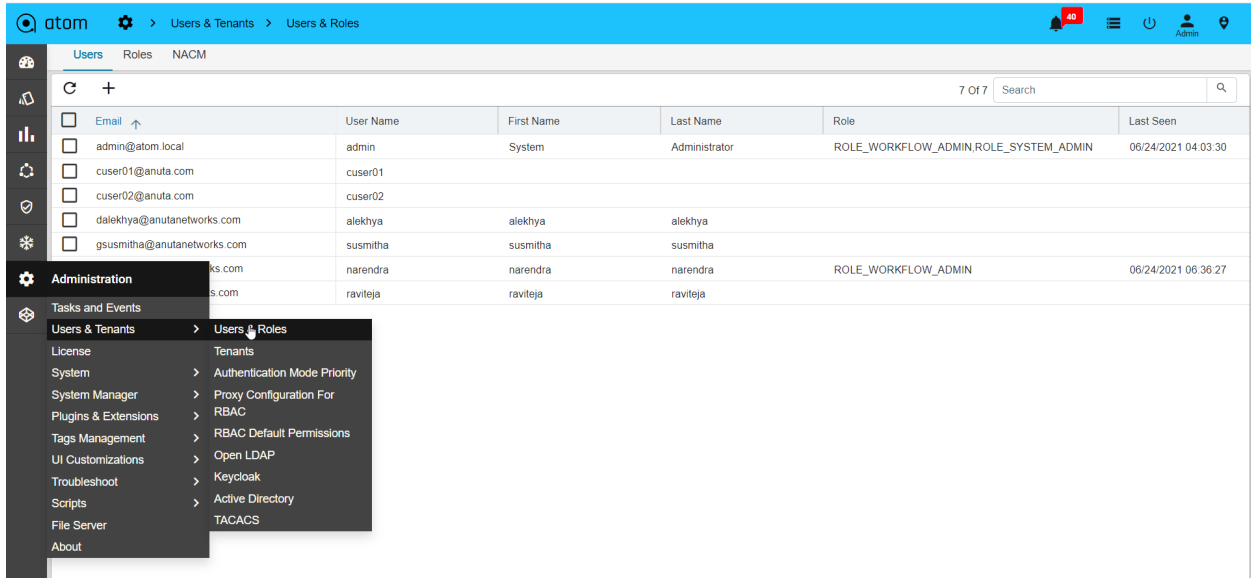 atom > Users & Tenants > Users & Roles 40 Admin
Users Roles NACM
7 Of 7 Search
Email User Name First Name Last Name Role Last Seen
admin@atom.local admin System Administrator ROLE_WORKFLOW_ADMIN,ROLE_SYSTEM_ADMIN 06/24/2021 04:03:30
cuser01@anuta.com cuser01
cuser02@anuta.com cuser02
dalekhya@anutanetworks.com alekhya alekhya alekhya
gsusmitha@anutanetworks.com susmitha susmitha susmitha
ks.com narendra narendra narendra ROLE_WORKFLOW_ADMIN 06/24/2021 06:36:27
s.com raviteja raviteja raviteja
Administration
Tasks and Events
Users & Tenants >
License
System >
System Manager >
Plugins & Extensions >
Tags Management >
UI Customizations >
Troubleshoot >
Scripts >
File Server
About
Users & Roles
Tenants
Authentication Mode Priority
Proxy Configuration For
RBAC
RBAC Default Permissions
Open LDAP
Keycloak
Active Directory
TACACS